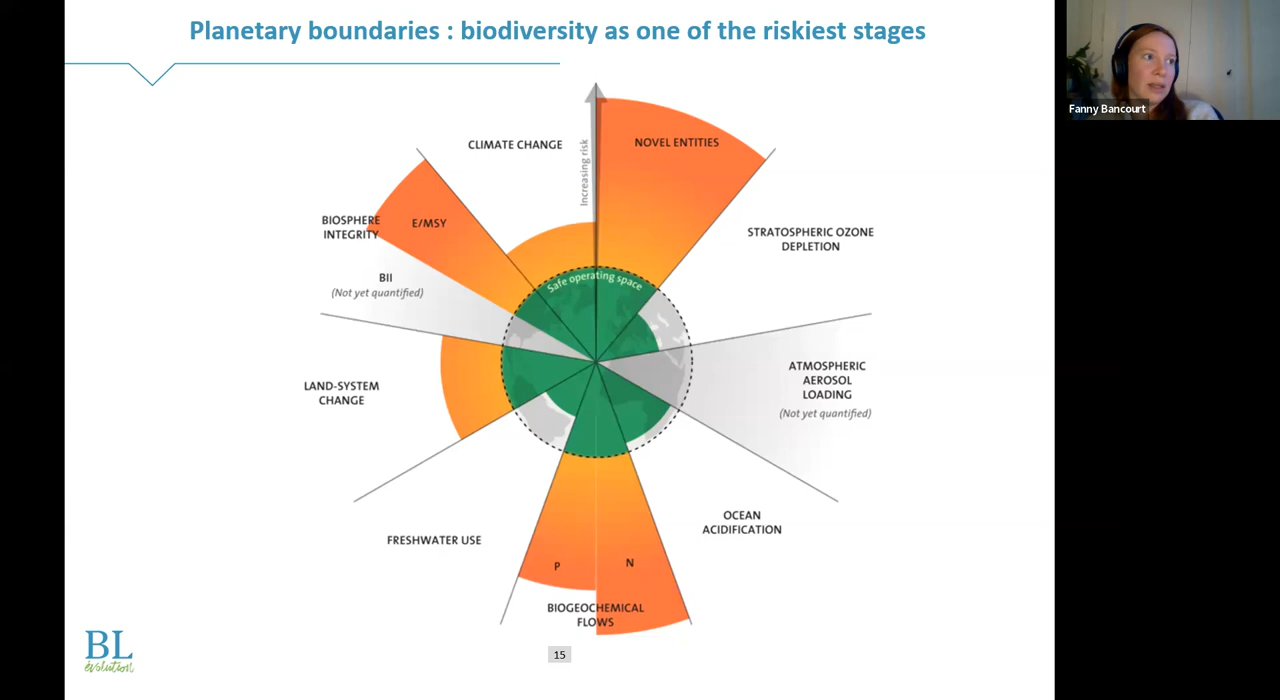 Planetary boundaries : biodiversity as one of the riskiest stages
Fanny Bancourt
CLIMATE CHANGE
Increasing risk
NOVEL ENTITIES
BIOSPHERE
INTEGRITY
E/MSY
STRATOSPHERIC OZONE
DEPLETION
BII
(Not yet quantified)
Safe operating space
ATMOSPHERIC
AEROSOL
LOADING
(Not yet quantified)
LAND-SYSTEM
CHANGE
OCEAN
ACIDIFICATION
FRESHWATER USE
P
N
BIOGEOCHEMICAL
FLOWS
BL
évolution
15